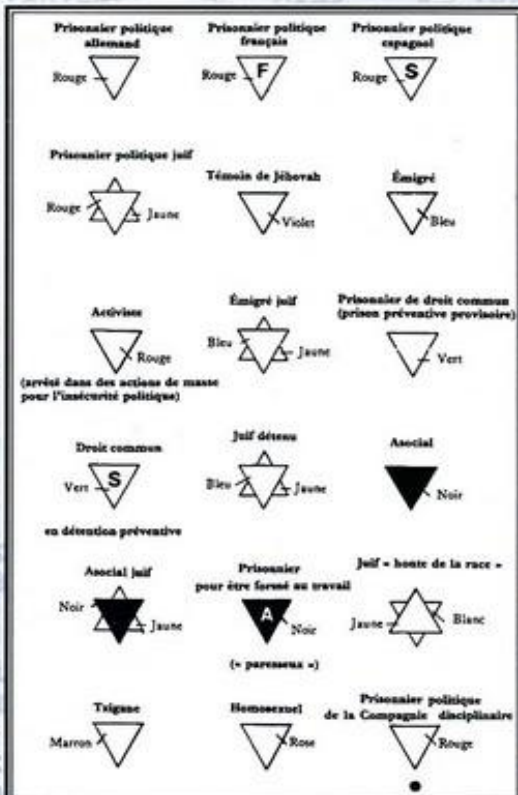 Prisonnier politique
allemand
Rouge
Prisonnier politique
français
Rouge
F
Prisonnier politique
espagnol
Rouge
S
Prisonnier politique juif
Rouge
Jaune
Témoin de Jéhovah
Violet
Émigré
Bleu
Activiste
Rouge
(arrêté dans des actions de masse
pour l'insécurité politique)
Émigré juif
Bleu
Jaune
Prisonnier de droit commun
(prison préventive provisoire)
Vert
Droit commun
Vert
S
en détention préventive
Juif détenu
Bleu
Jaune
Asocial
Noir
Asocial juif
Noir
Jaune
Prisonnier
pour être formé au travail
A
Noir
(« paresseux »)
Juif « honte de la race »
Jaune
Blanc
Tzigane
Marron
Homosexuel
Rose
Prisonnier politique
de la Compagnie disciplinaire
Rouge